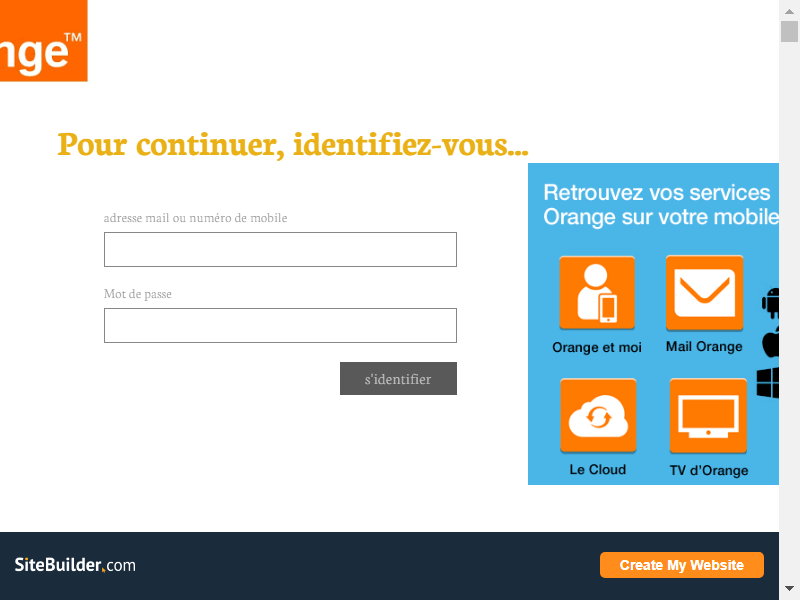 nge™
Pour continuer, identifiez-vous...
Retrouvez vos services
Orange sur votre mobile
adresse mail ou numéro de mobile
Mot de passe
Orange et moi
Mail Orange
s'identifier
Le Cloud
TV d'Orange
SiteBuilder.com
Create My Website